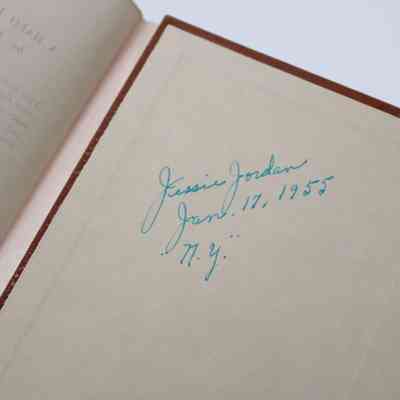 Jessie Jordan
Jan. 17, 1955
"N.Y."